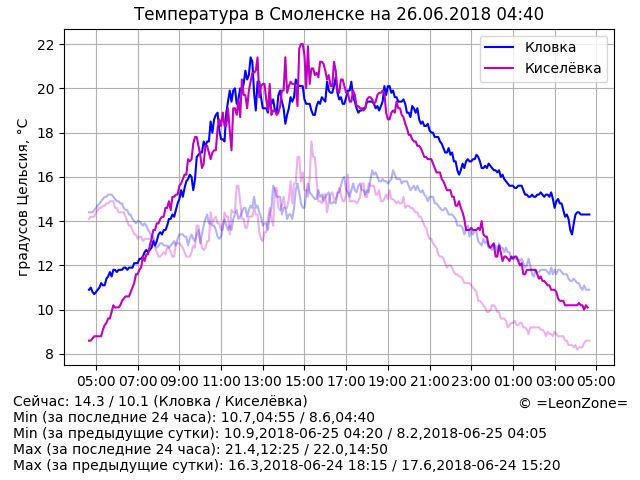 Температура в Смоленске на 26.06.2018 04:40
22
20
18
16
14
12
10
8
градусов Цельсия, °C
Кловка
Киселёвка
05:00 07:00 09:00 11:00 13:00 15:00 17:00 19:00 21:00 23:00 01:00 03:00 05:00
Сейчас: 14.3 / 10.1 (Кловка / Киселёвка)
© =LeonZone=
Min (за последние 24 часа): 10.7,04:55 / 8.6,04:40
Min (за предыдущие сутки): 10.9,2018-06-25 04:20 / 8.2,2018-06-25 04:05
Max (за последние 24 часа): 21.4,12:25 / 22.0,14:50
Max (за предыдущие сутки): 16.3,2018-06-24 18:15 / 17.6,2018-06-24 15:20